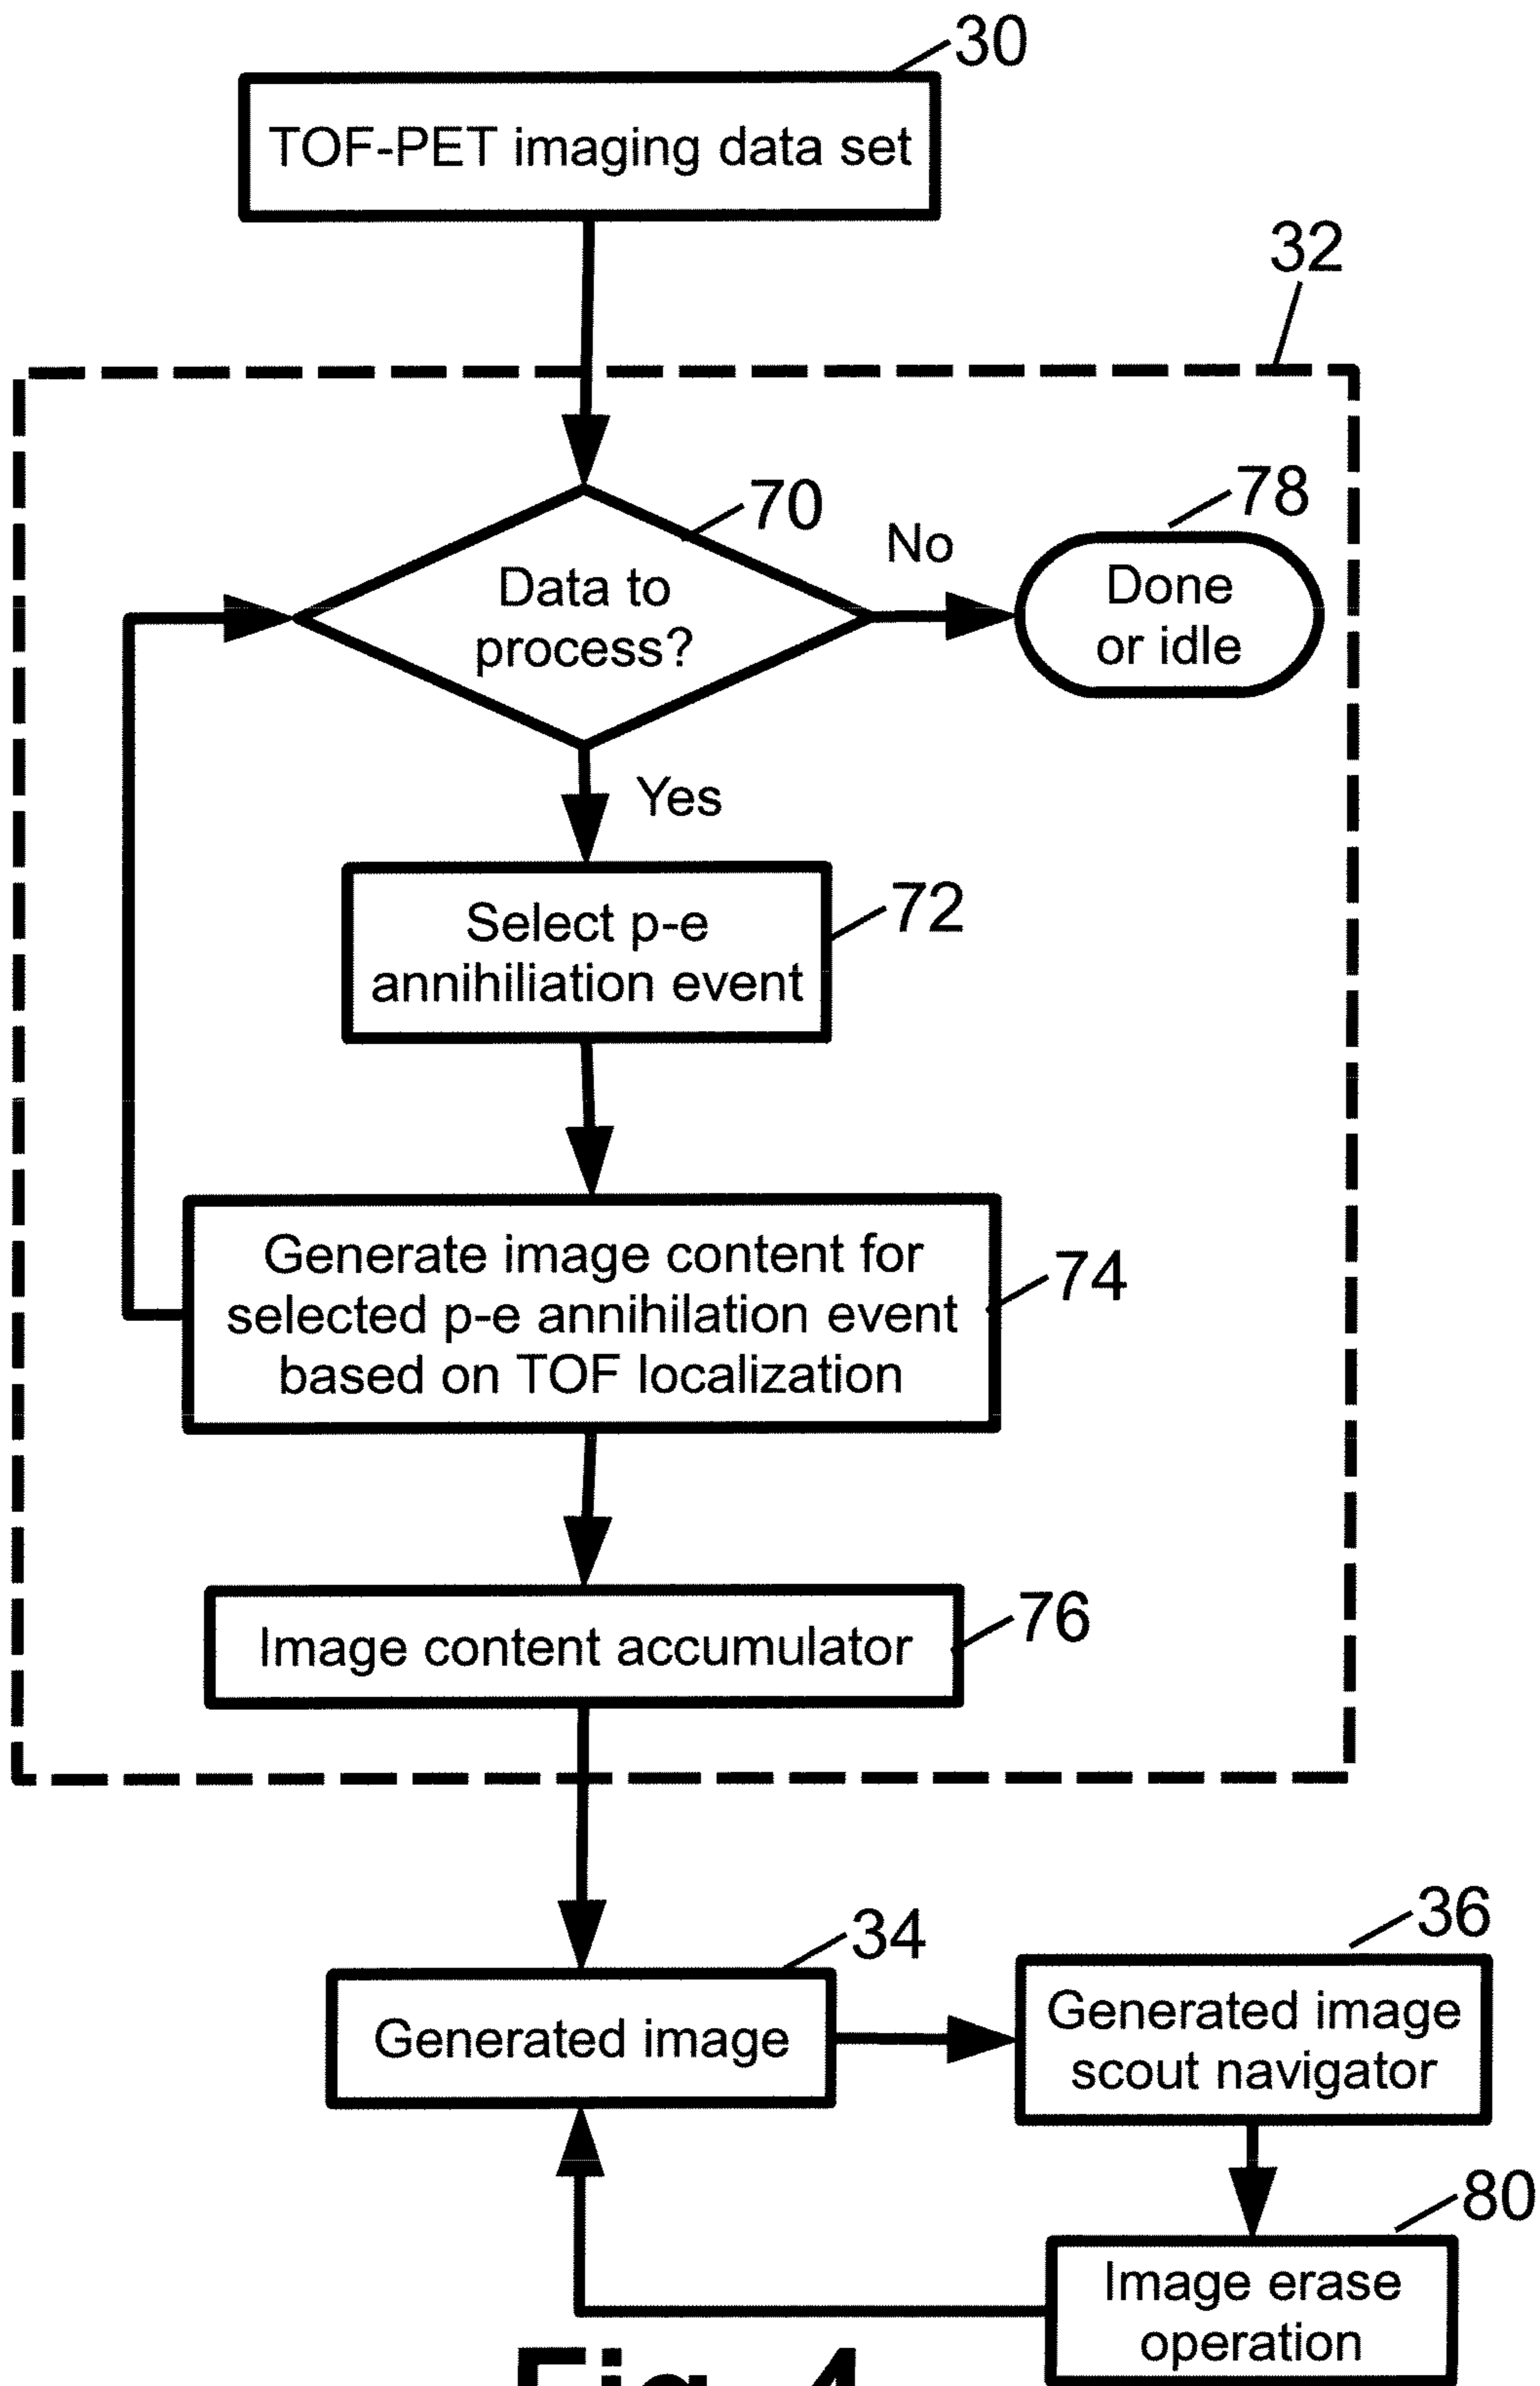 30
TOF-PET imaging data set
32
70
Data to
process?
No
78
Done
or idle
Yes
72
Select p-e
annihiliation event
74
Generate image content for
selected p-e annihilation event
based on TOF localization
76
Image content accumulator
34
Generated image
36
Generated image
scout navigator
80
Image erase
operation
Fig. 4